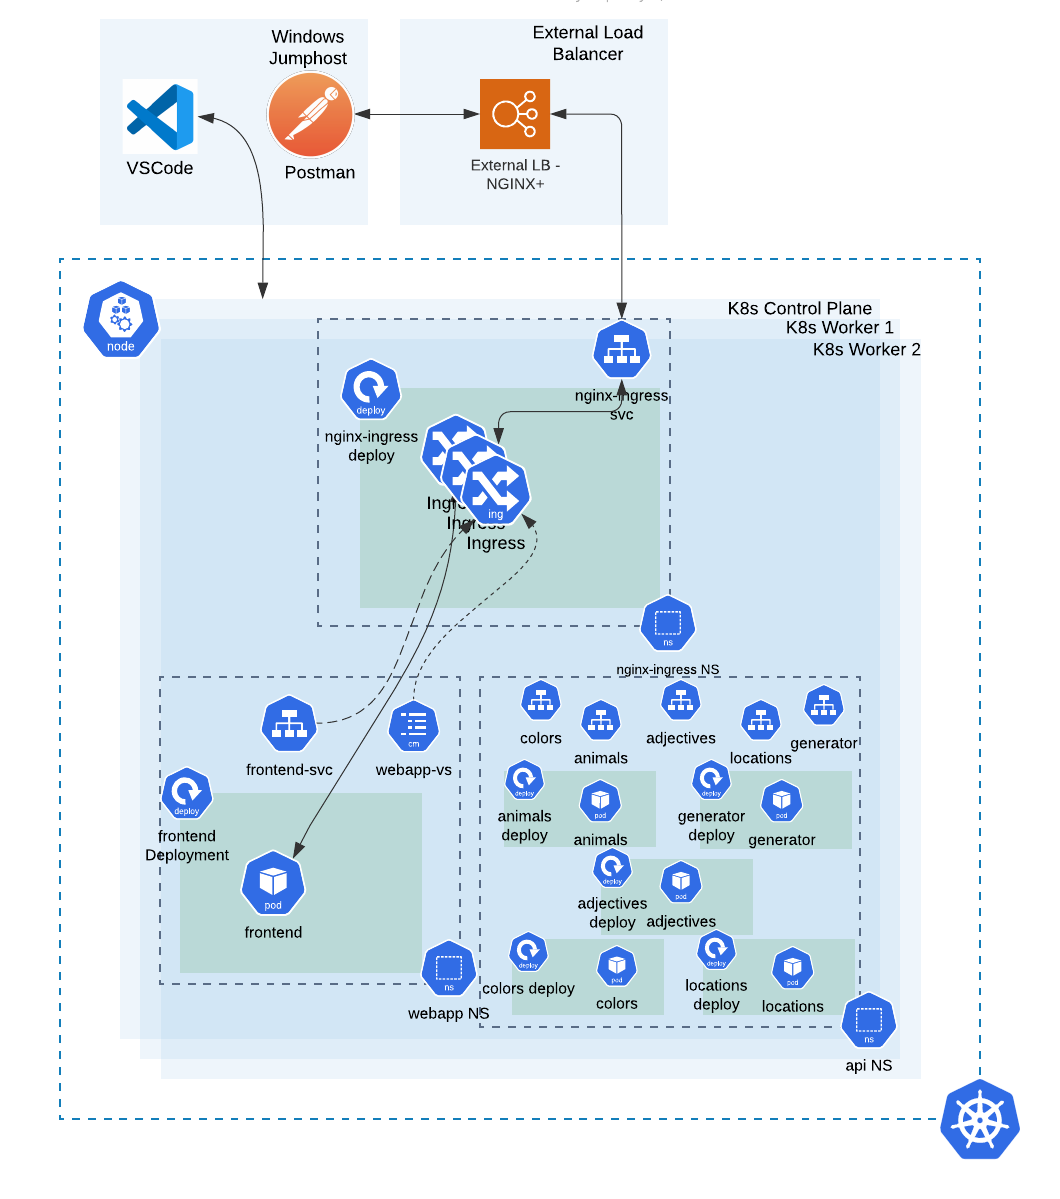 Windows
Jumphost
External Load
Balancer
VSCode
Postman
External LB -
NGINX+
node
K8s Control Plane
K8s Worker 1
K8s Worker 2
deploy
nginx-ingress
deploy
nginx-ingress
svc
ing
Ingress
Ingress
Ingress
ns
nginx-ingress NS
frontend-svc
cm
webapp-vs
deploy
frontend
Deployment
pod
frontend
ns
webapp NS
colors
animals
adjectives
locations
generator
deploy
animals
deploy
pod
animals
deploy
generator
deploy
pod
generator
deploy
adjectives
deploy
pod
adjectives
deploy
colors deploy
pod
colors
deploy
locations
deploy
pod
locations
ns
api NS